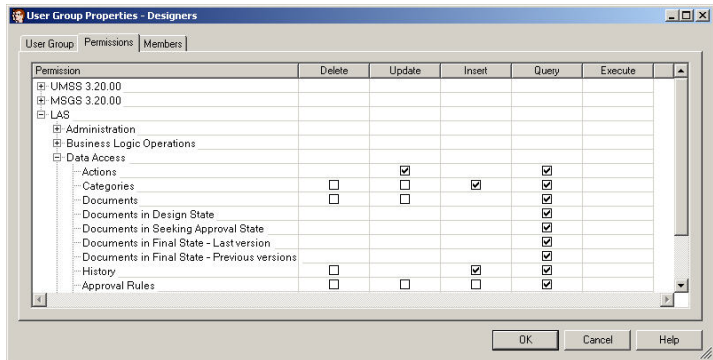 User Group Properties - Designers
User Group Permissions Members
Permission Delete Update Insert Query Execute
UMSS 3.20.00
MSGS 3.20.00
LAS
Administration
Business Logic Operations
Data Access
Actions
Categories
Documents
Documents in Design State
Documents in Seeking Approval State
Documents in Final State - Last version
Documents in Final State - Previous versions
History
Approval Rules
OK Cancel Help